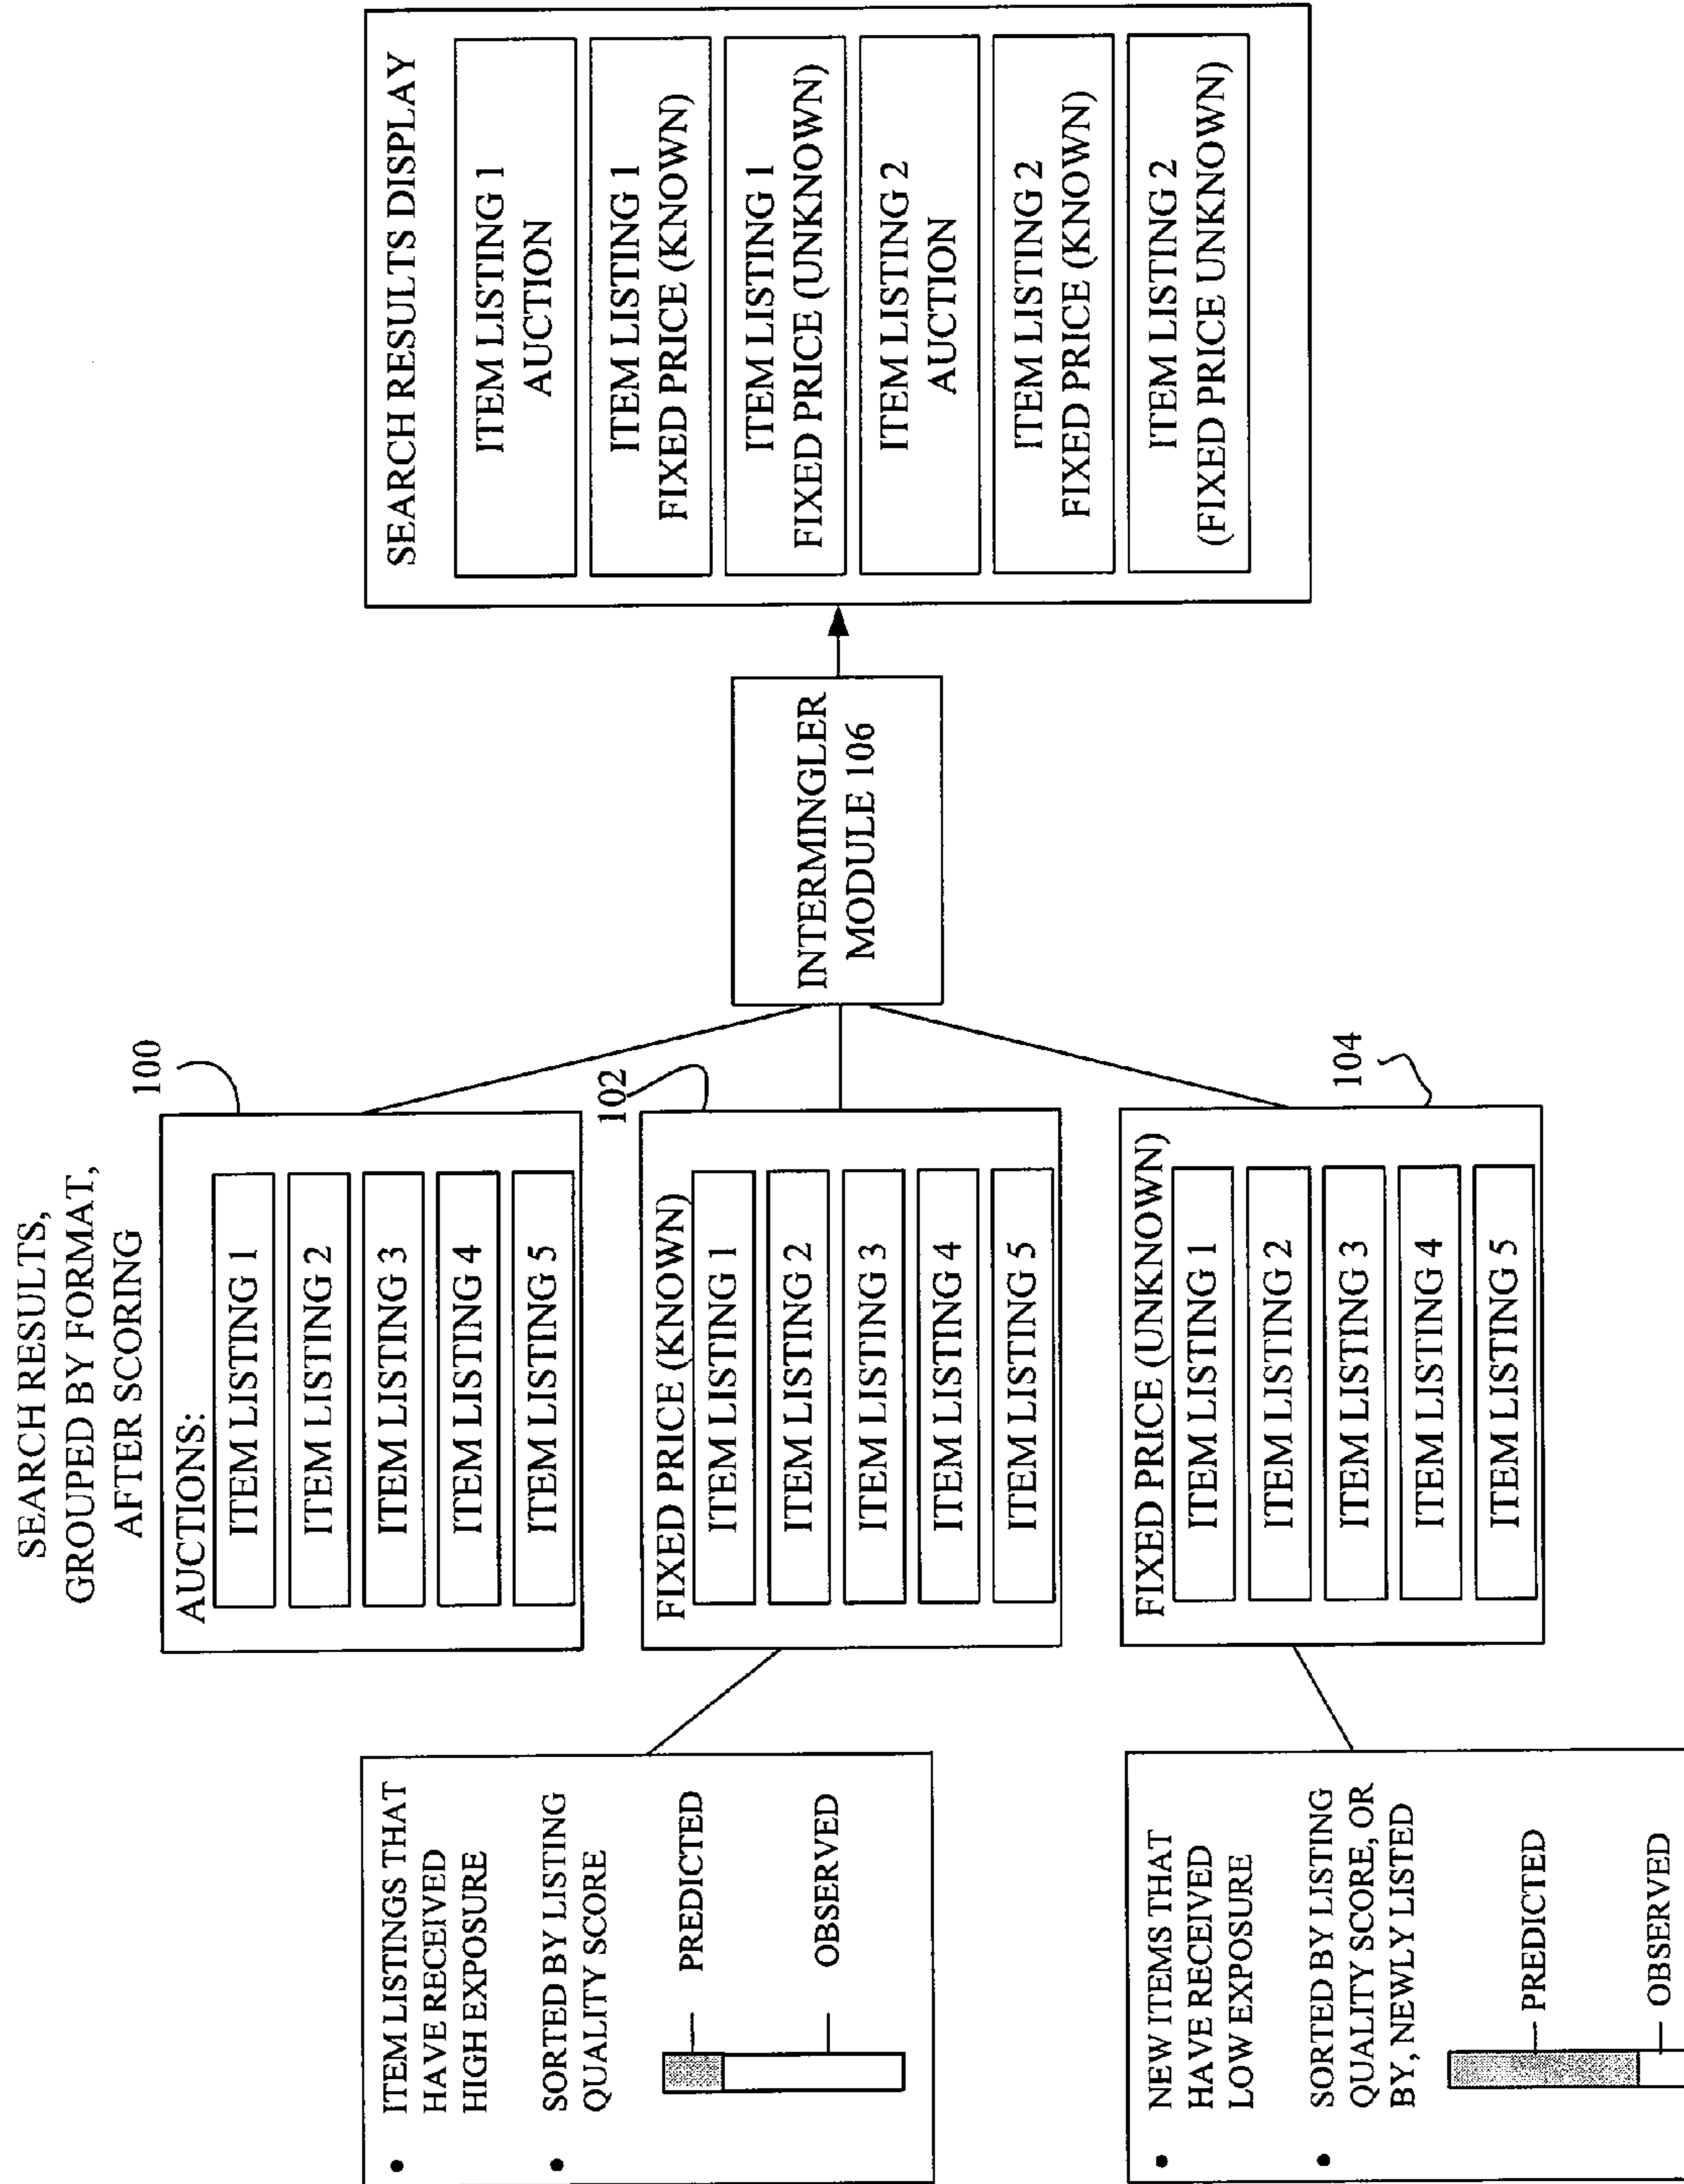 SEARCH RESULTS,
GROUPED BY FORMAT,
AFTER SCORING
• ITEM LISTINGS THAT
HAVE RECEIVED
HIGH EXPOSURE
• SORTED BY LISTING
QUALITY SCORE
PREDICTED
OBSERVED
• NEW ITEMS THAT
HAVE RECEIVED
LOW EXPOSURE
• SORTED BY LISTING
QUALITY SCORE, OR
BY, NEWLY LISTED
PREDICTED
OBSERVED
100
AUCTIONS:
ITEM LISTING 1
ITEM LISTING 2
ITEM LISTING 3
ITEM LISTING 4
ITEM LISTING 5
102
FIXED PRICE (KNOWN)
ITEM LISTING 1
ITEM LISTING 2
ITEM LISTING 3
ITEM LISTING 4
ITEM LISTING 5
104
FIXED PRICE (UNKNOWN)
ITEM LISTING 1
ITEM LISTING 2
ITEM LISTING 3
ITEM LISTING 4
ITEM LISTING 5
INTERMINGLER
MODULE 106
SEARCH RESULTS DISPLAY
ITEM LISTING 1
AUCTION
ITEM LISTING 1
FIXED PRICE (KNOWN)
ITEM LISTING 1
FIXED PRICE (UNKNOWN)
ITEM LISTING 2
AUCTION
ITEM LISTING 2
FIXED PRICE (KNOWN)
ITEM LISTING 2
(FIXED PRICE UNKNOWN)